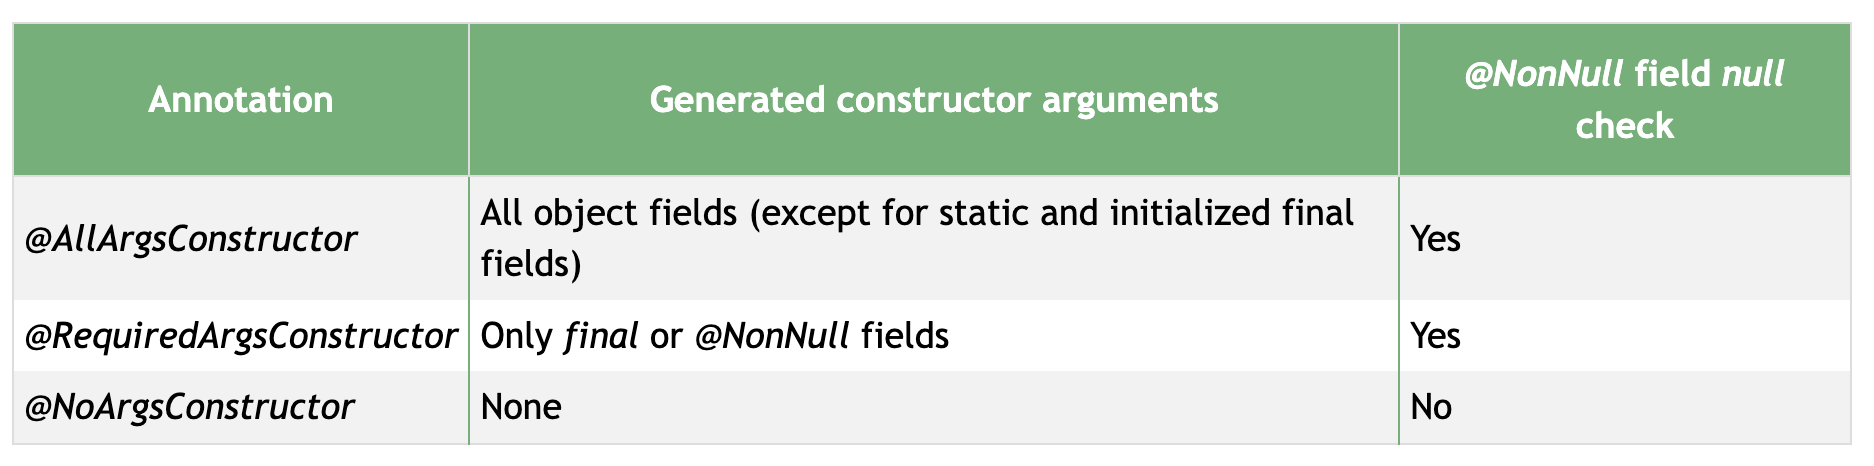 Annotation
Generated constructor arguments
@NonNull field null
check
@AllArgsConstructor
All object fields (except for static and initialized final
fields)
Yes
@RequiredArgsConstructor
Only final or @NonNull fields
Yes
@NoArgsConstructor
None
No